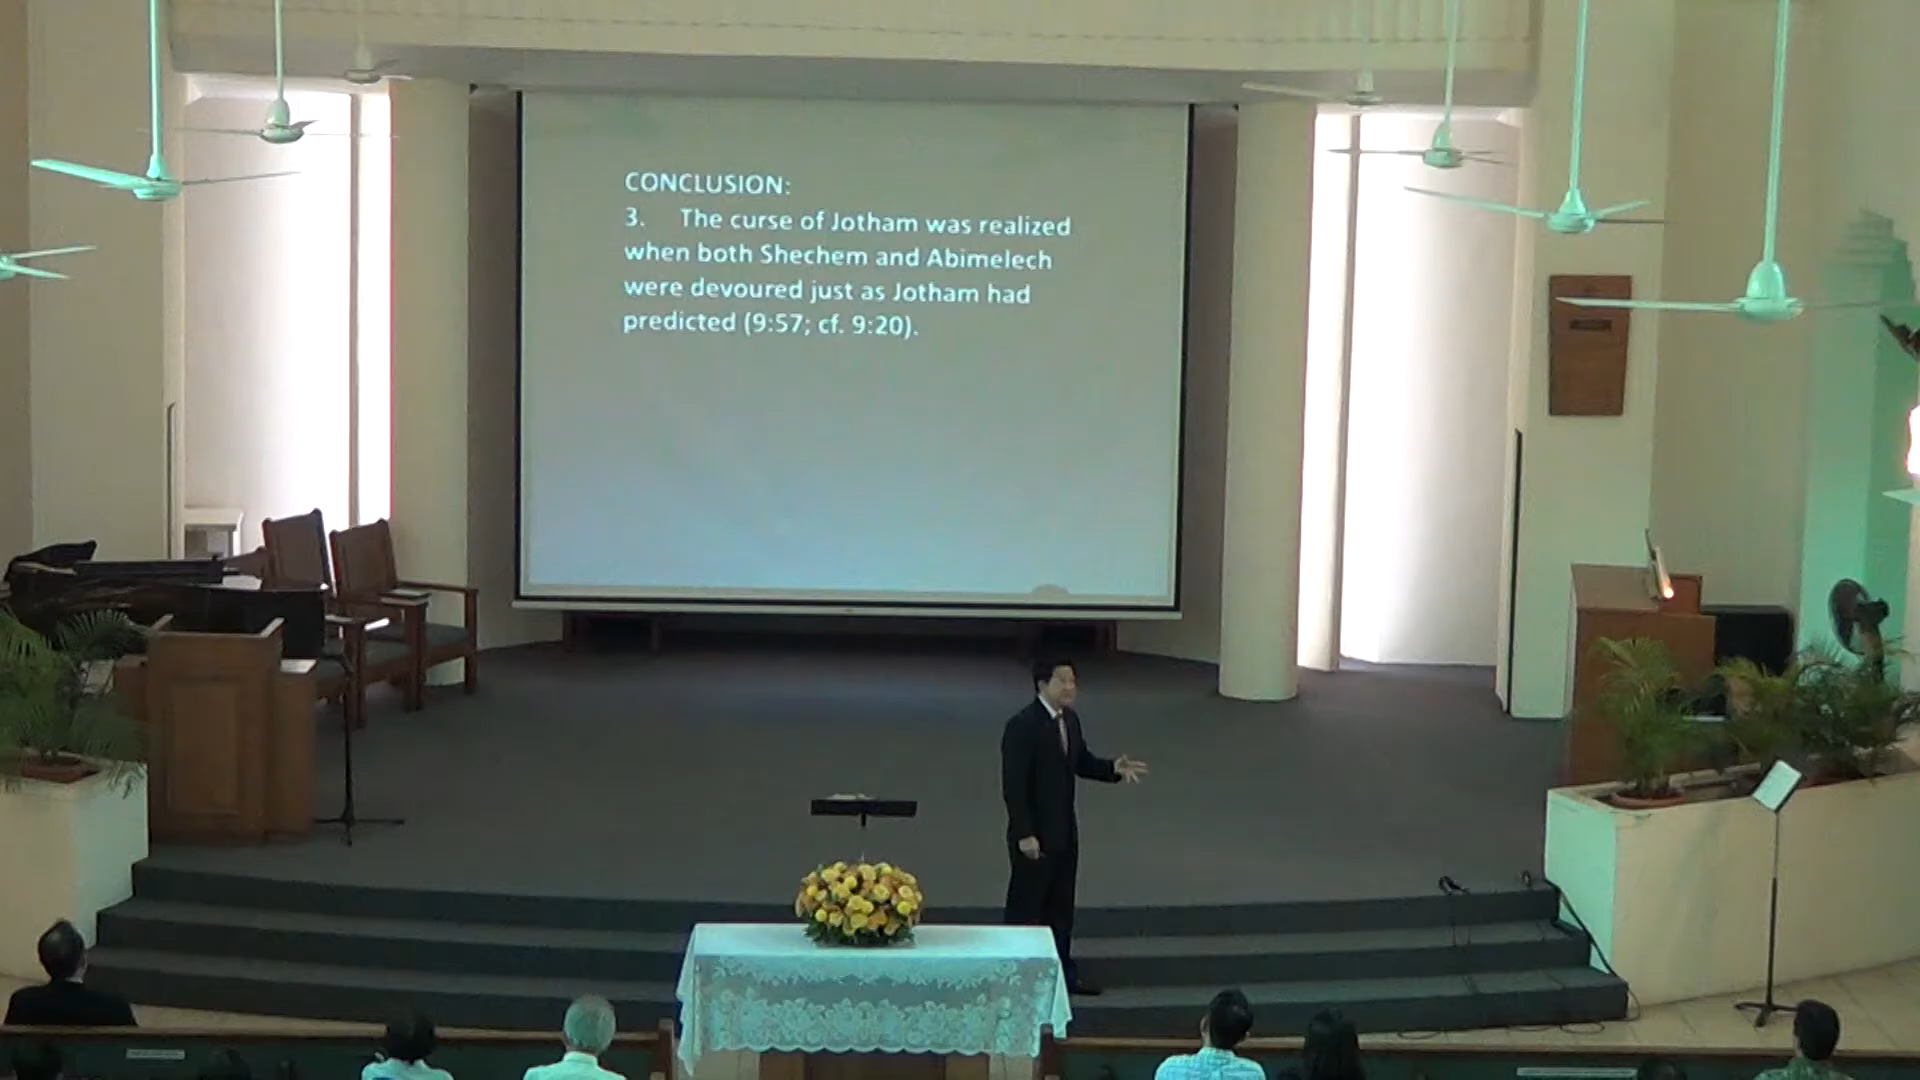 CONCLUSION:
3. The curse of Jotham was realized
when both Shechem and Abimelech
were devoured just as Jotham had
predicted (9:57; cf. 9:20).